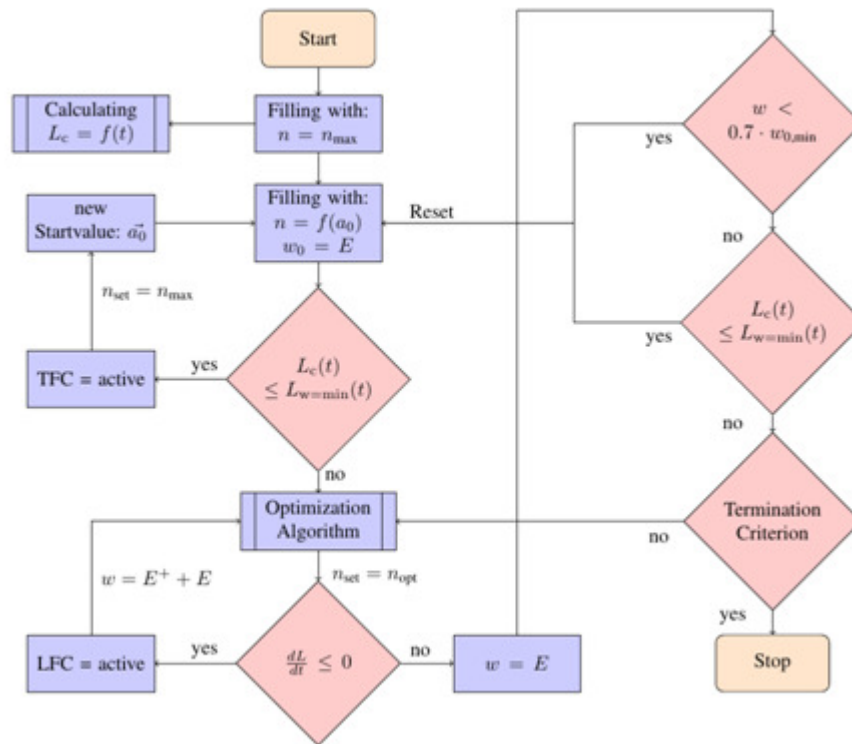 Start
Calculating
L_c = f(t)
Filling with:
n = n_max
w <
0.7 · w_0,min
yes
no
new
Startvalue: a⃗_0
Filling with:
n = f(a_0)
w_0 = E
Reset
n_set = n_max
L_c(t)
≤ L_w=min(t)
yes
no
TFC = active
yes
L_c(t)
≤ L_w=min(t)
no
Optimization
Algorithm
no
Termination
Criterion
yes
w = E^+ + E
n_set = n_opt
LFC = active
yes
dL/dt ≤ 0
no
w = E
Stop